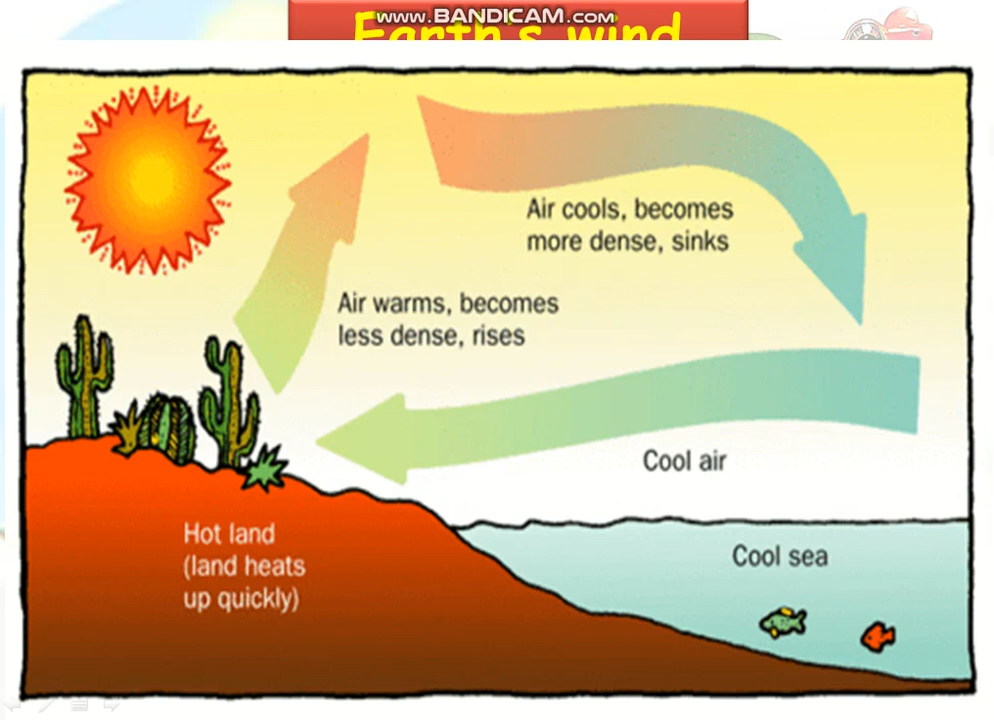 www.BANDICAM.com
Earth's wind
Air cools, becomes
more dense, sinks
Air warms, becomes
less dense, rises
Cool air
Hot land
(land heats
up quickly)
Cool sea